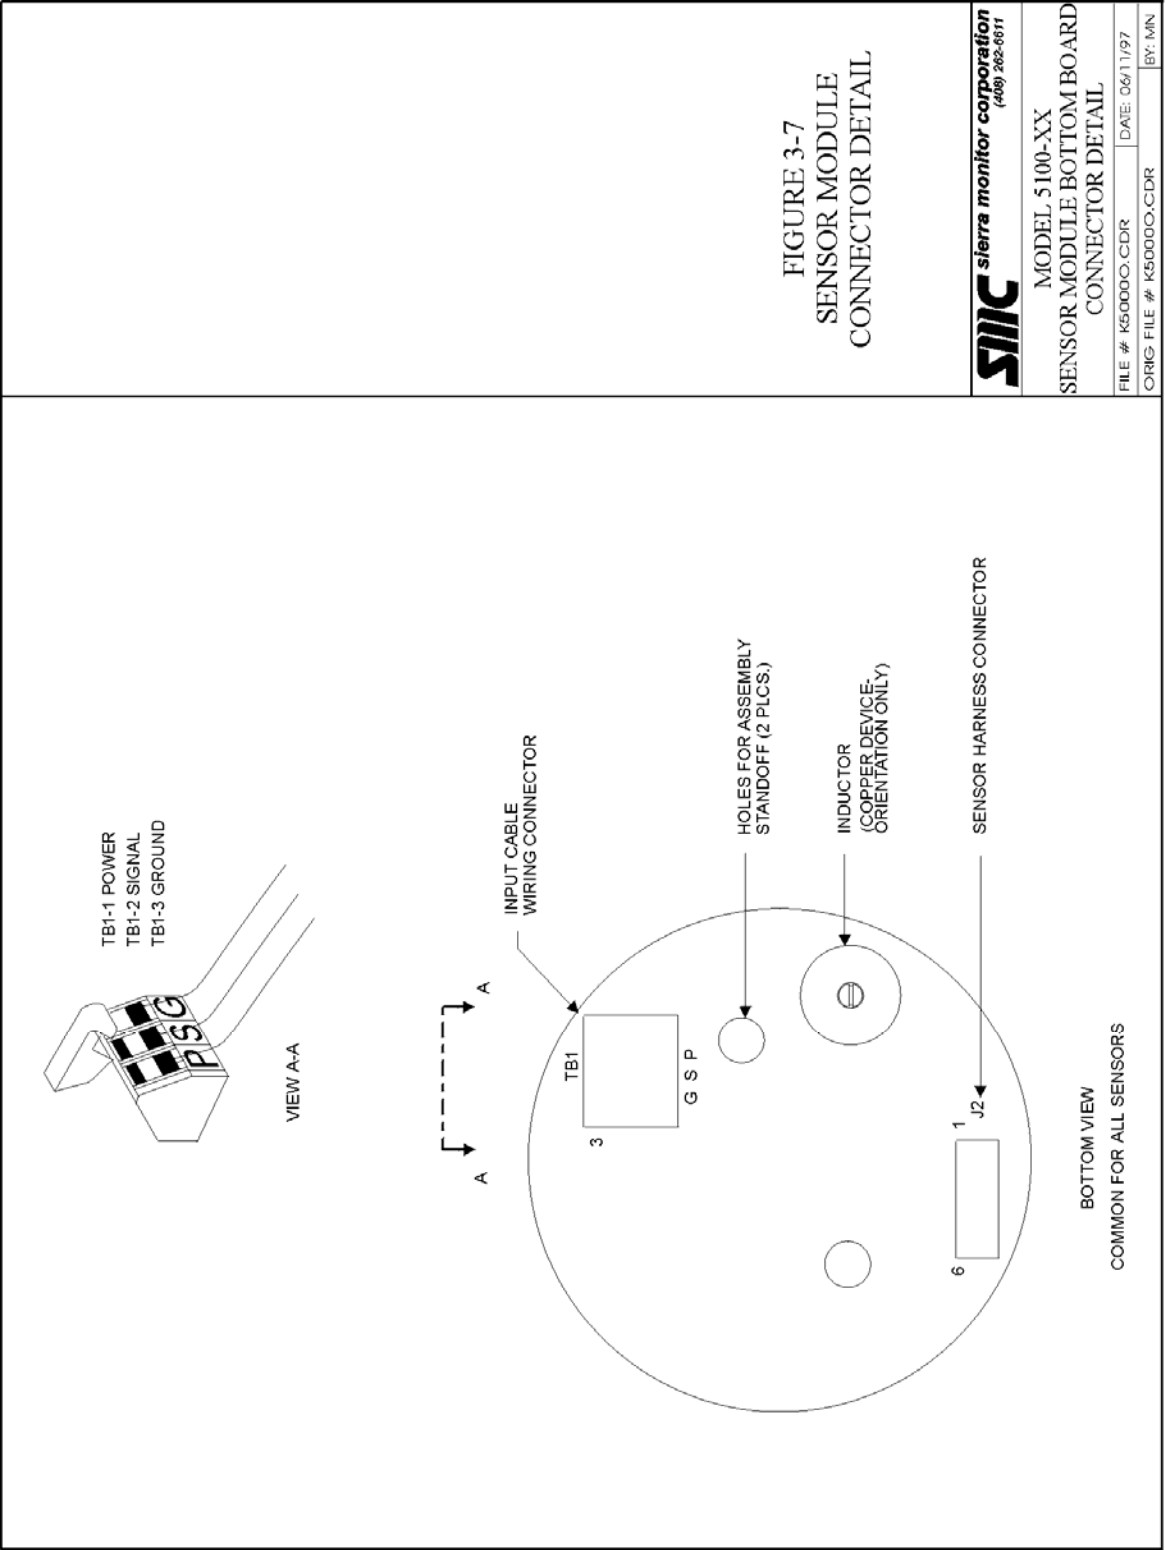 TB1-1 POWER
TB1-2 SIGNAL
TB1-3 GROUND
P S G
VIEW A-A
A
A
INPUT CABLE
WIRING CONNECTOR
TB1
3
G S P
HOLES FOR ASSEMBLY
STANDOFF (2 PLCS.)
INDUCTOR
(COPPER DEVICE-
ORIENTATION ONLY)
6
1
J2
SENSOR HARNESS CONNECTOR
BOTTOM VIEW
COMMON FOR ALL SENSORS
FIGURE 3-7
SENSOR MODULE
CONNECTOR DETAIL
SMC sierra monitor corporation
(408) 262-6611
MODEL 5100-XX
SENSOR MODULE BOTTOM BOARD
CONNECTOR DETAIL
FILE # K5000O.CDR
DATE: 06/11/97
ORIG FILE # K5000O.CDR
BY: MN